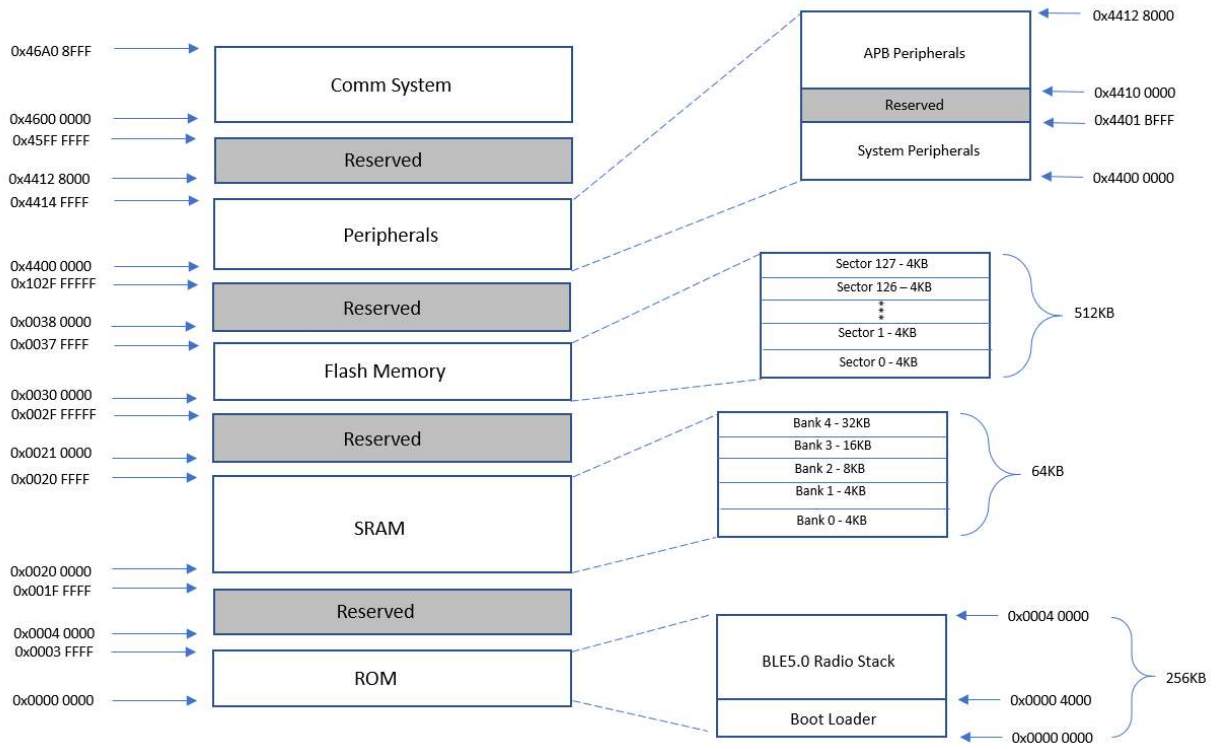 0x46A0 8FFF
Comm System
0x4600 0000
0x45FF FFFF
Reserved
0x4412 8000
0x4414 FFFF
Peripherals
0x4400 0000
0x102F FFFFF
Reserved
0x0038 0000
0x0037 FFFF
Flash Memory
0x0030 0000
0x002F FFFFF
Reserved
0x0021 0000
0x0020 FFFF
SRAM
0x0020 0000
0x001F FFFF
Reserved
0x0004 0000
0x0003 FFFF
ROM
0x0000 0000
0x4412 8000
APB Peripherals
0x4410 0000
Reserved
0x4401 BFFF
System Peripherals
0x4400 0000
Sector 127 - 4KB
Sector 126 – 4KB
Sector 1 - 4KB
Sector 0 - 4KB
512KB
Bank 4 - 32KB
Bank 3 - 16KB
Bank 2 - 8KB
Bank 1 - 4KB
Bank 0 - 4KB
64KB
0x0004 0000
BLE5.0 Radio Stack
0x0000 4000
Boot Loader
0x0000 0000
256KB